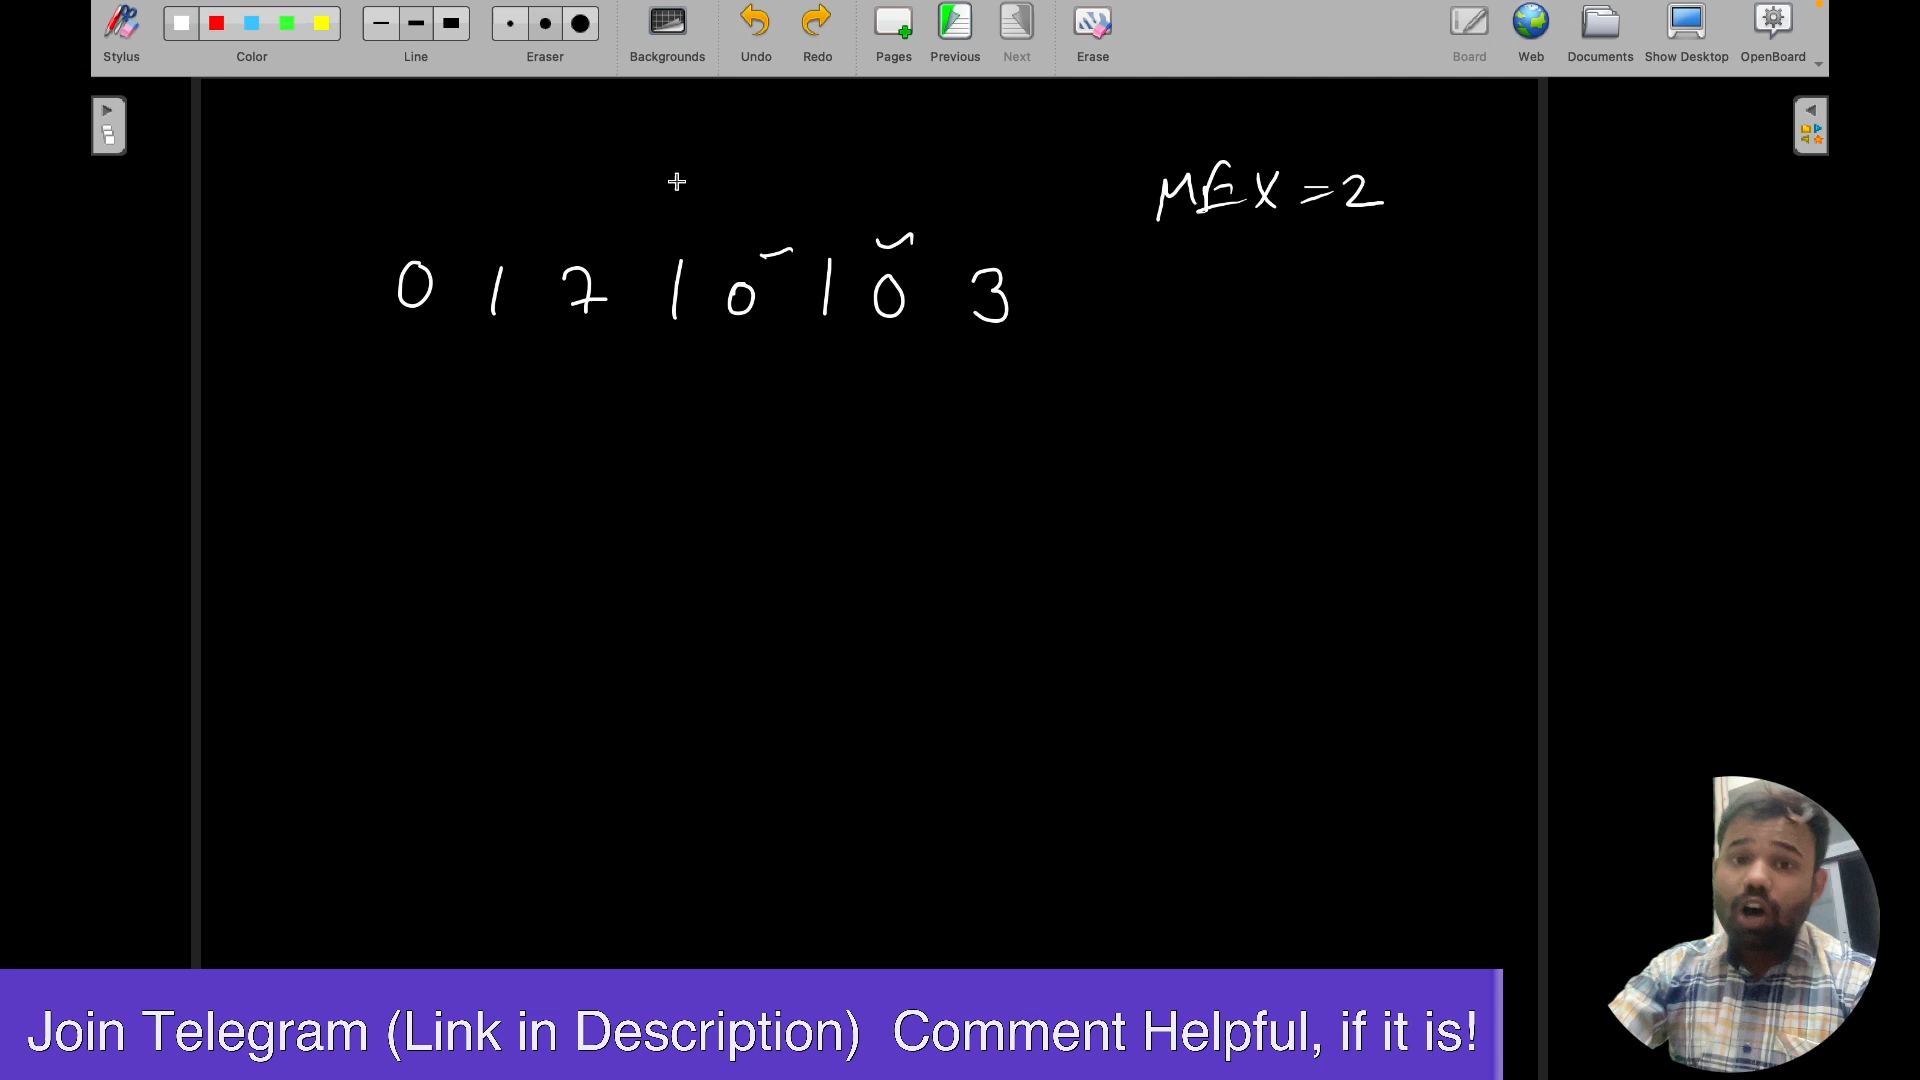 Stylus Color Line Eraser Backgrounds Undo Redo Pages Previous Next Erase Board Web Documents Show Desktop OpenBoard
MEX = 2
0 1 7 1 0 1 0 3
Join Telegram (Link in Description) Comment Helpful, if it is!